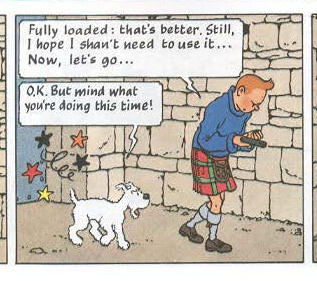 Fully loaded: that's better. Still,
I hope I shan't need to use it...
Now, let's go...
O.K. But mind what
you're doing this time!